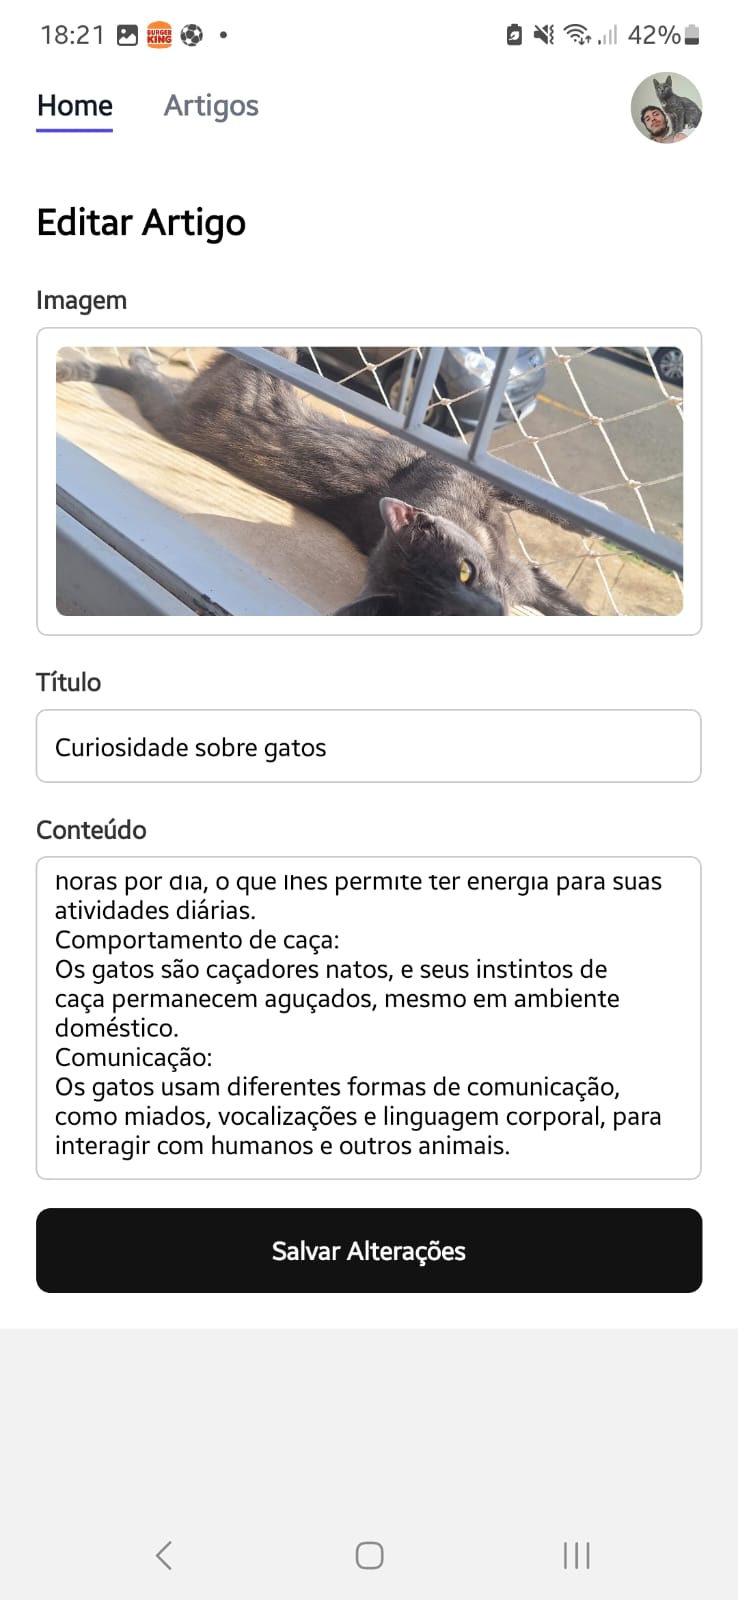 18:21 BURGER KING 42%
Home Artigos
Editar Artigo
Imagem
Título
Curiosidade sobre gatos
Conteúdo
horas por dia, o que lhes permite ter energia para suas
atividades diárias.
Comportamento de caça:
Os gatos são caçadores natos, e seus instintos de
caça permanecem aguçados, mesmo em ambiente
doméstico.
Comunicação:
Os gatos usam diferentes formas de comunicação,
como miados, vocalizações e linguagem corporal, para
interagir com humanos e outros animais.
Salvar Alterações